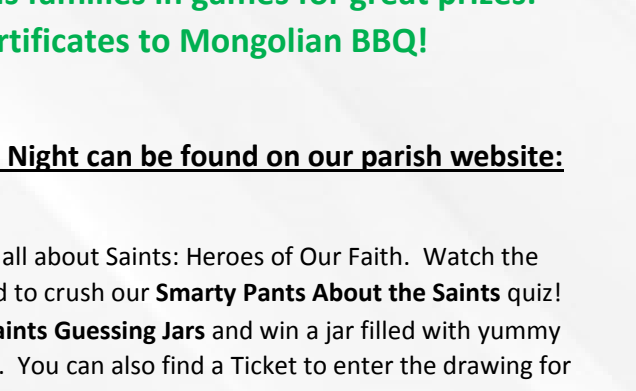 families in games for great prizes!
rtificates to Mongolian BBQ!
Night can be found on our parish website:
all about Saints: Heroes of Our Faith.  Watch the
d to crush our Smarty Pants About the Saints quiz!
aints Guessing Jars and win a jar filled with yummy
.  You can also find a Ticket to enter the drawing for